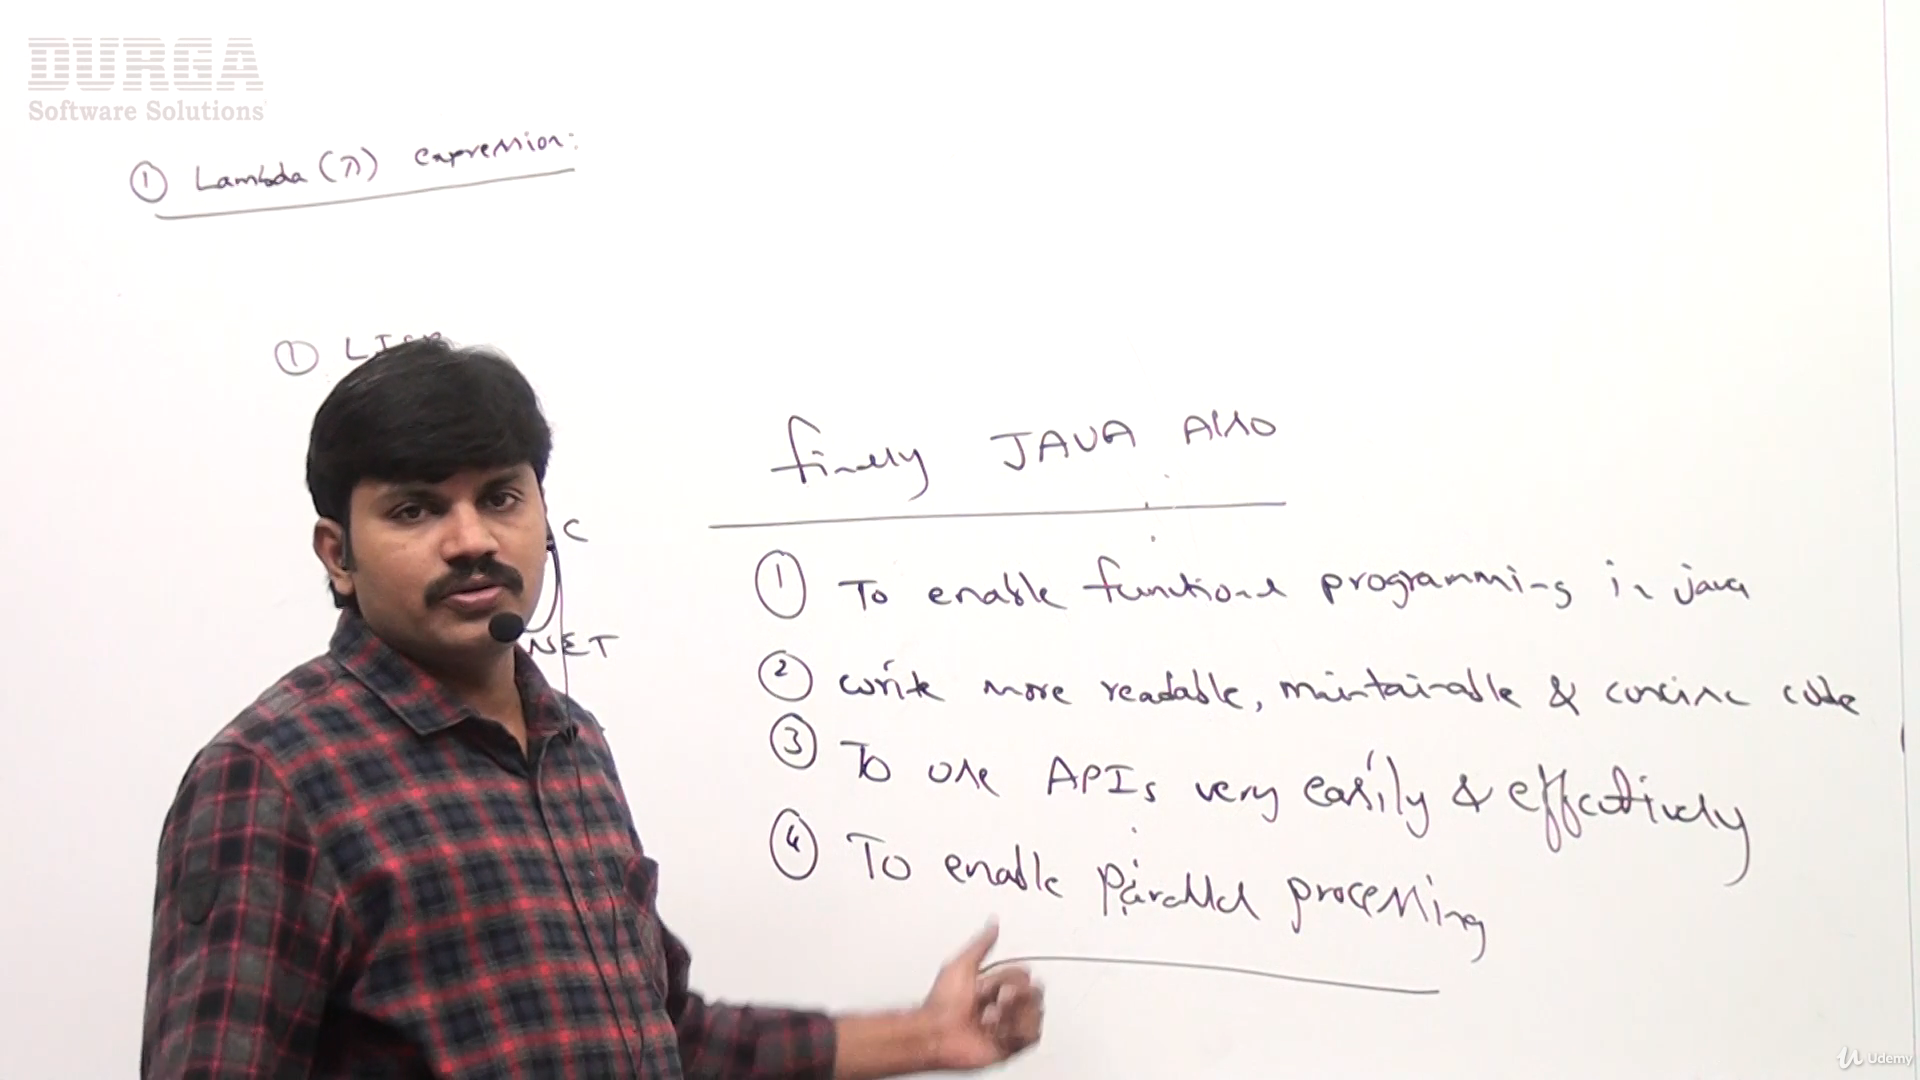 DURGA
Software Solutions
① Lambda (λ) expression:
① LISP
C
NET
finally JAVA Also
① To enable functional programming in java
② write more readable, maintainable & concise code
③ To use APIs very easily & effectively
④ To enable parallel processing
Udemy